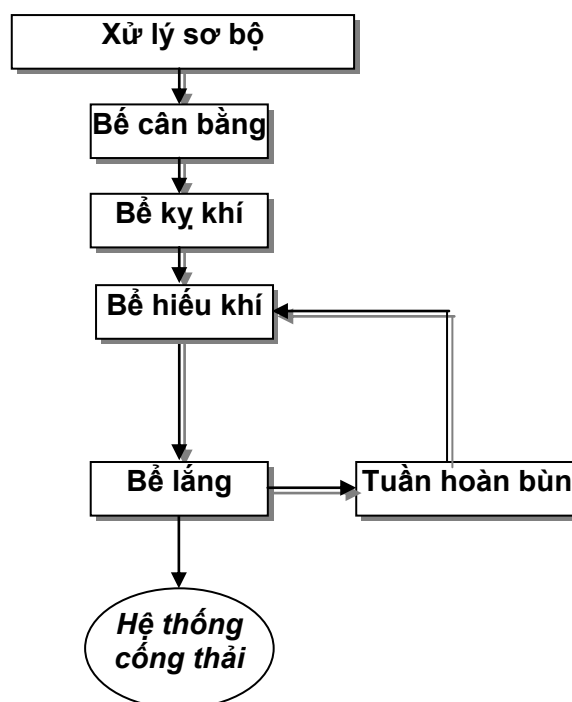 Xử lý sơ bộ
Bế cân bằng
Bể kỵ khí
Bể hiếu khí
Bể lắng
Tuần hoàn bùn
Hệ thống
cống thải